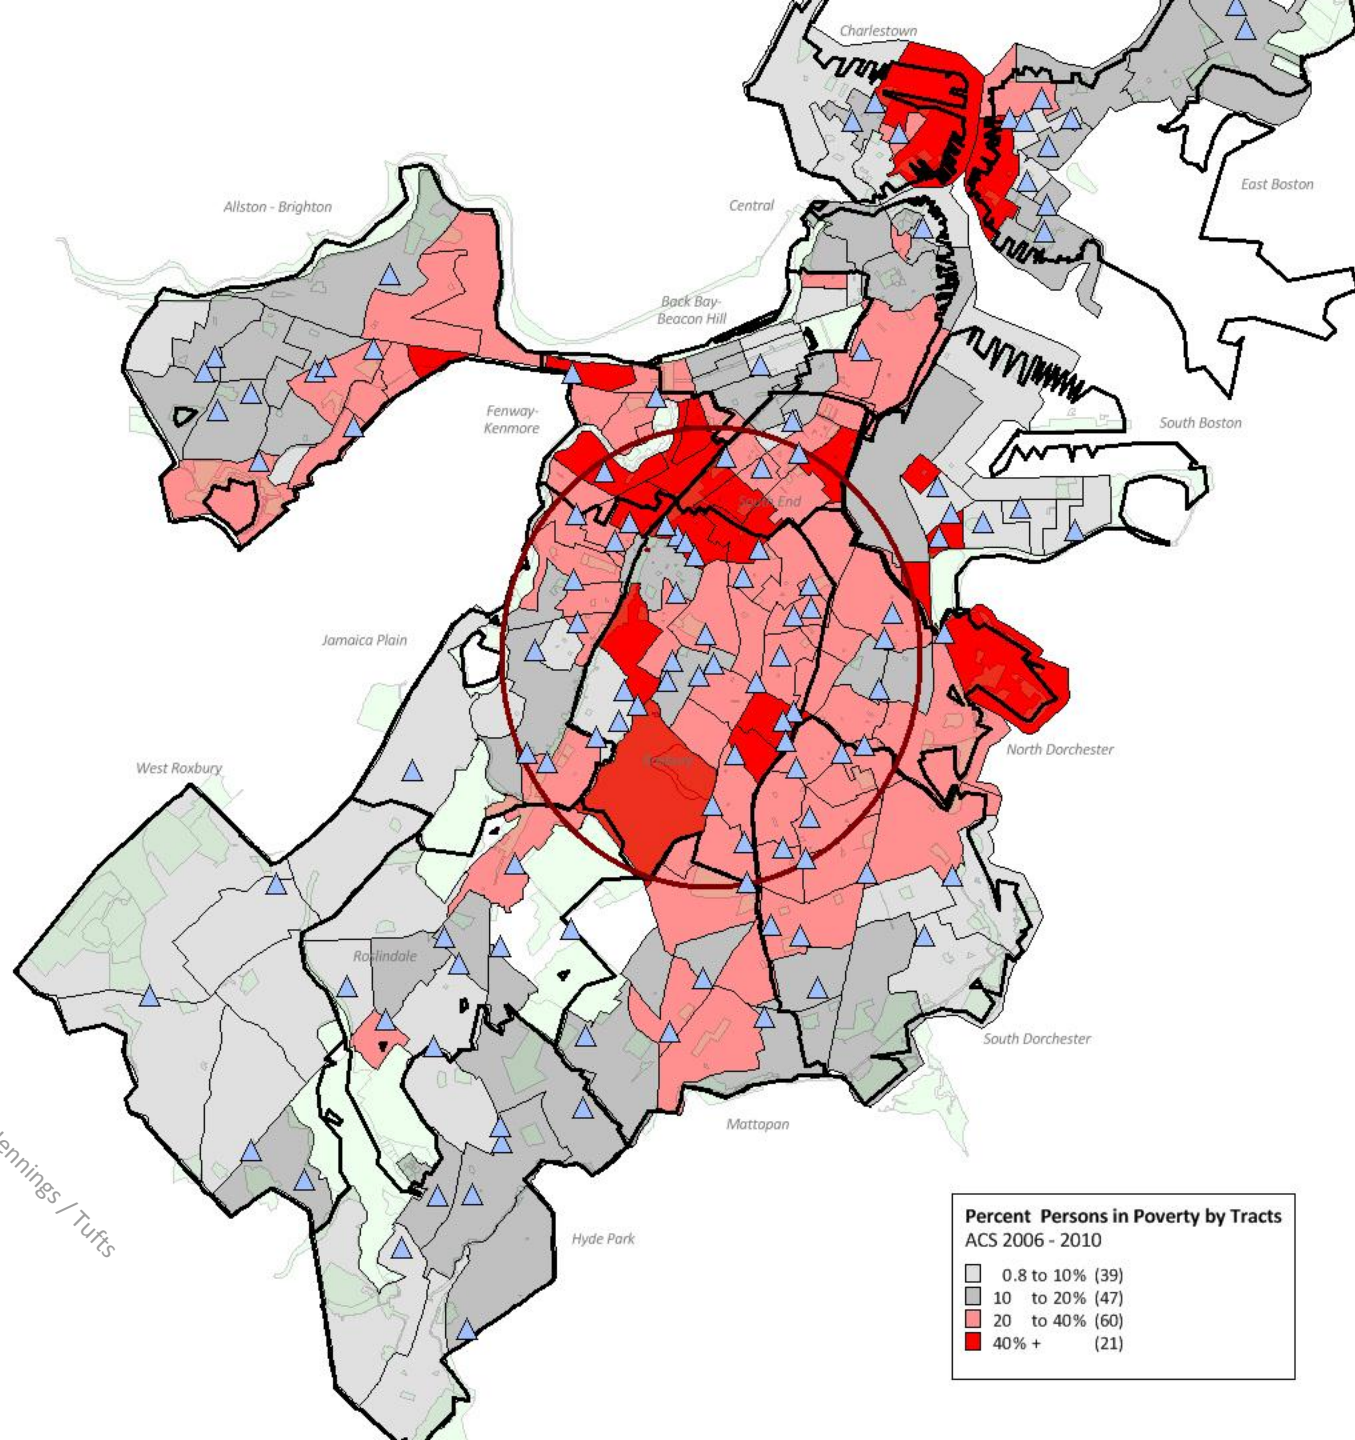 Charlestown
East Boston
Allston - Brighton
Central
Back Bay-
Beacon Hill
Fenway-
Kenmore
South Boston
South End
Jamaica Plain
North Dorchester
West Roxbury
Roxbury
Roslindale
South Dorchester
Mattapan
Jennings / Tufts
Hyde Park
Percent Persons in Poverty by Tracts
ACS 2006 - 2010
0.8 to 10% (39)
10 to 20% (47)
20 to 40% (60)
40% + (21)